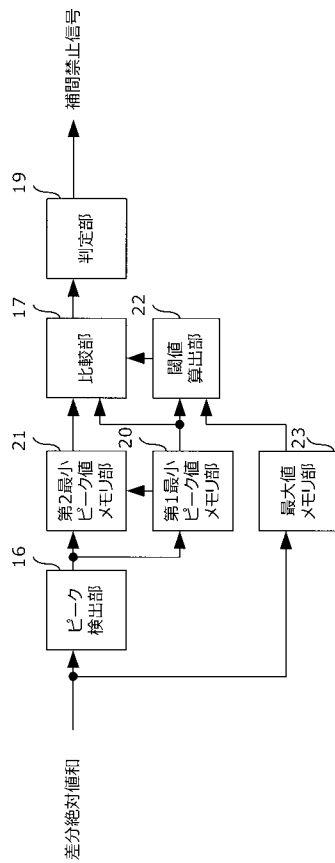 差分絶対値和
16
ピーク
検出部
21
第2最小
ピーク値
メモリ部
20
第1最小
ピーク値
メモリ部
23
最大値
メモリ部
17
比較部
22
閾値
算出部
19
判定部
補間禁止信号